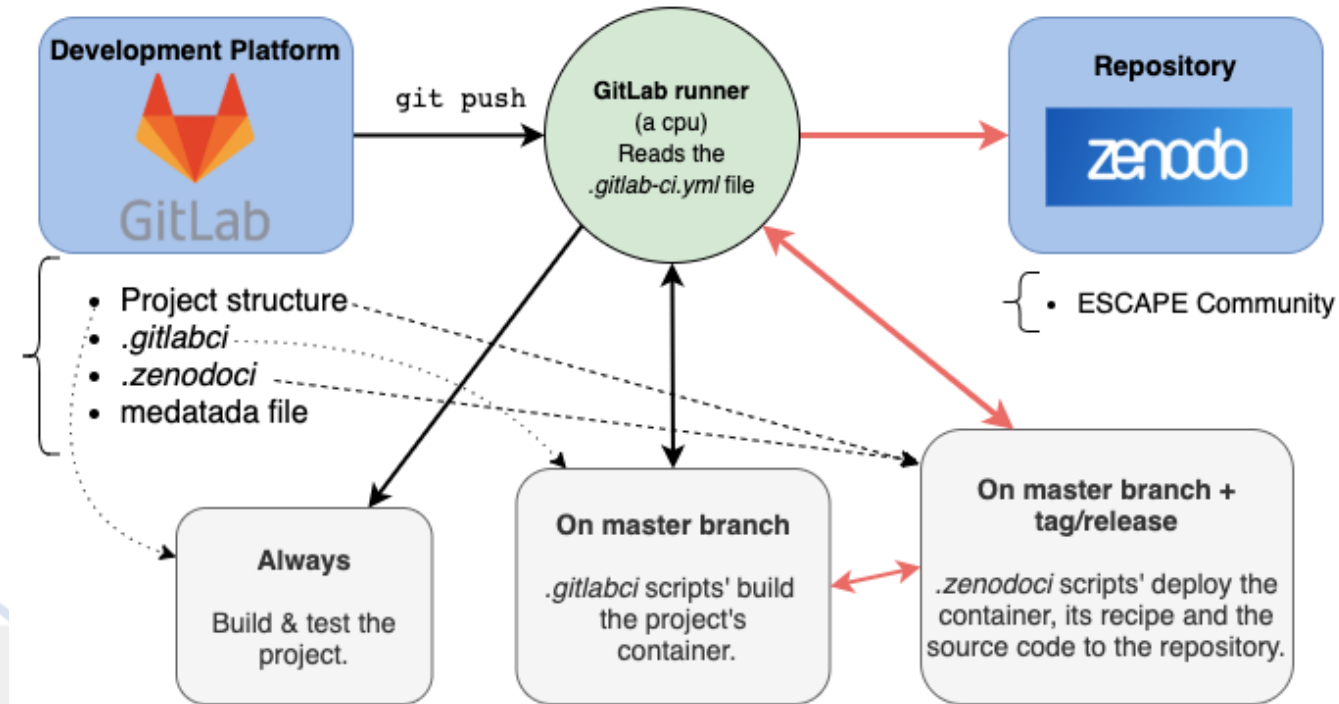 Development Platform
GitLab
git push
GitLab runner
(a cpu)
Reads the
.gitlab-ci.yml file
Repository
zenodo
• Project structure
• .gitlabci
• .zenodoci
• medatada file
• ESCAPE Community
Always
Build & test the
project.
On master branch
.gitlabci scripts' build
the project's
container.
On master branch +
tag/release
.zenodoci scripts' deploy the
container, its recipe and the
source code to the repository.